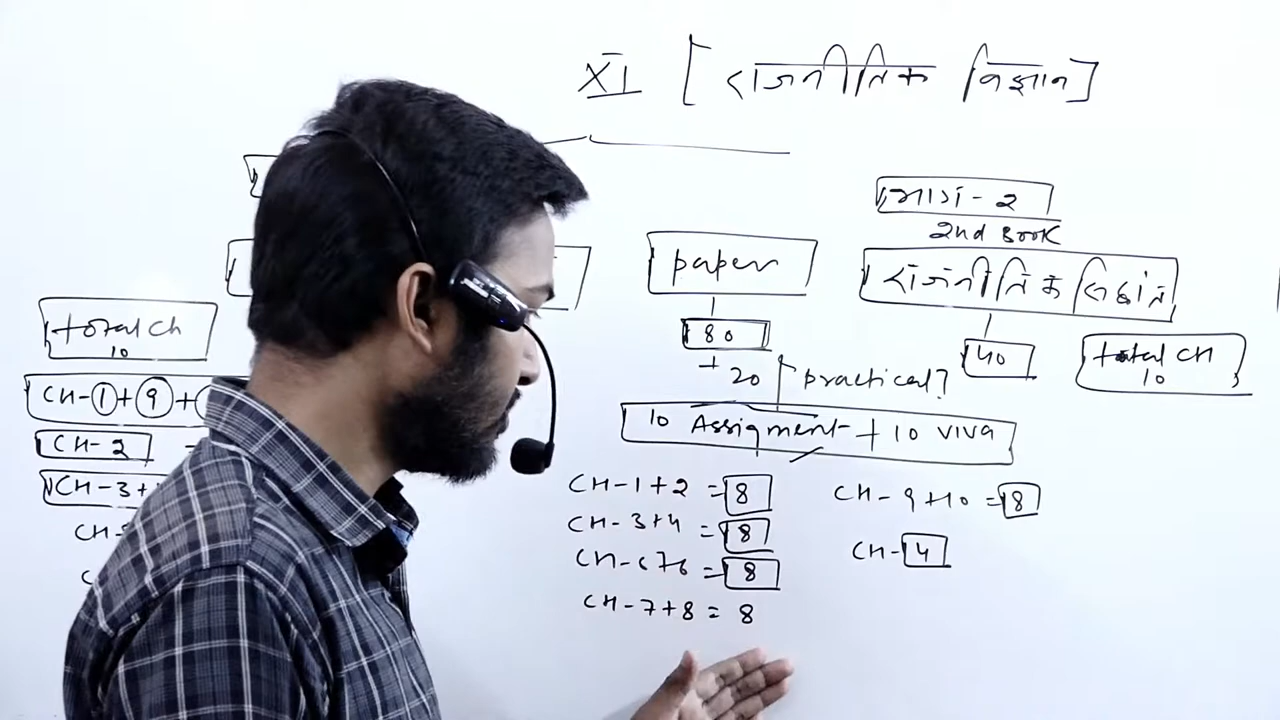 XI [राजनीतिक विज्ञान]
भाग - 2
2nd Book
paper
राजनीतिक सिद्धांत
total ch
10
80
40
total CH
10
+ 20
practical?
CH-1+9+
10 Assigment + 10 VIVA
CH-2
CH-3+
CH-1+2 = 8
CH-9+10 = 8
CH-3+4 = 8
CH-4
= 8
CH-7+8 = 8